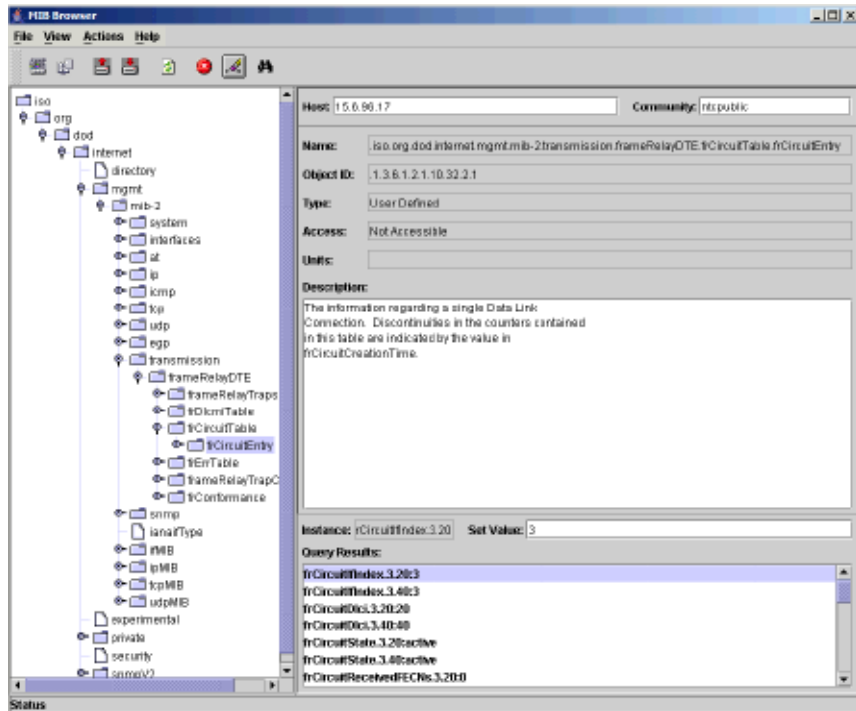 MIB Browser
File View Actions Help
iso
org
dod
internet
directory
mgmt
mib-2
system
interfaces
at
ip
icmp
tcp
udp
egp
transmission
frameRelayDTE
frameRelayTraps
frDlcmiTable
frCircuitTable
frCircuitEntry
frErrTable
frameRelayTrapC
frConformance
snmp
ianaifType
ifMIB
ipMIB
tcpMIB
udpMIB
experimental
private
security
snmpV2
Host: 15.6.96.17 Community: ntspublic
Name: .iso.org.dod.internet.mgmt.mib-2.transmission.frameRelayDTE.frCircuitTable.frCircuitEntry
Object ID: .1.3.6.1.2.1.10.32.2.1
Type: User Defined
Access: Not Accessible
Units:
Description:
The information regarding a single Data Link
Connection. Discontinuities in the counters contained
in this table are indicated by the value in
frCircuitCreationTime.
Instance: rCircuitIfIndex.3.20 Set Value: 3
Query Results:
frCircuitIfIndex.3.20:3
frCircuitIfIndex.3.40:3
frCircuitDlci.3.20:20
frCircuitDlci.3.40:40
frCircuitState.3.20:active
frCircuitState.3.40:active
frCircuitReceivedFECNs.3.20:0
Status